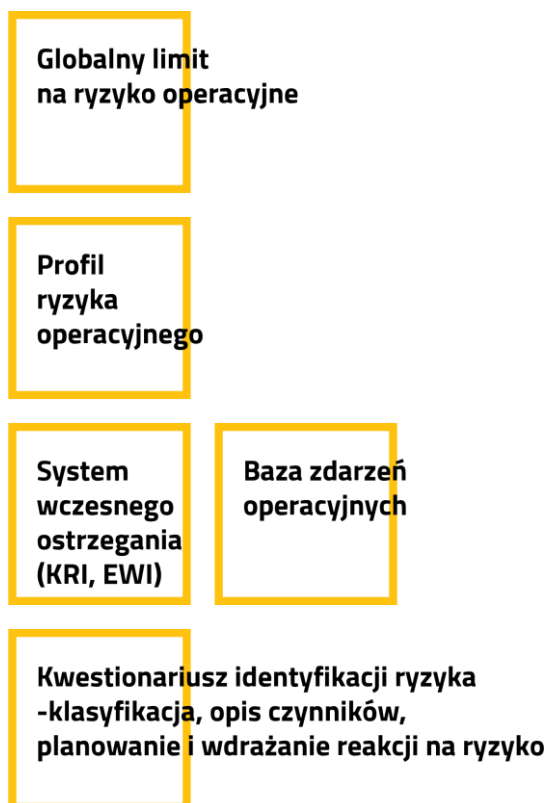 Globalny limit
na ryzyko operacyjne
Profil
ryzyka
operacyjnego
System
wczesnego
ostrzegania
(KRI, EWI)
Baza zdarzeń
operacyjnych
Kwestionariusz identyfikacji ryzyka
-klasyfikacja, opis czynników,
planowanie i wdrażanie reakcji na ryzyko